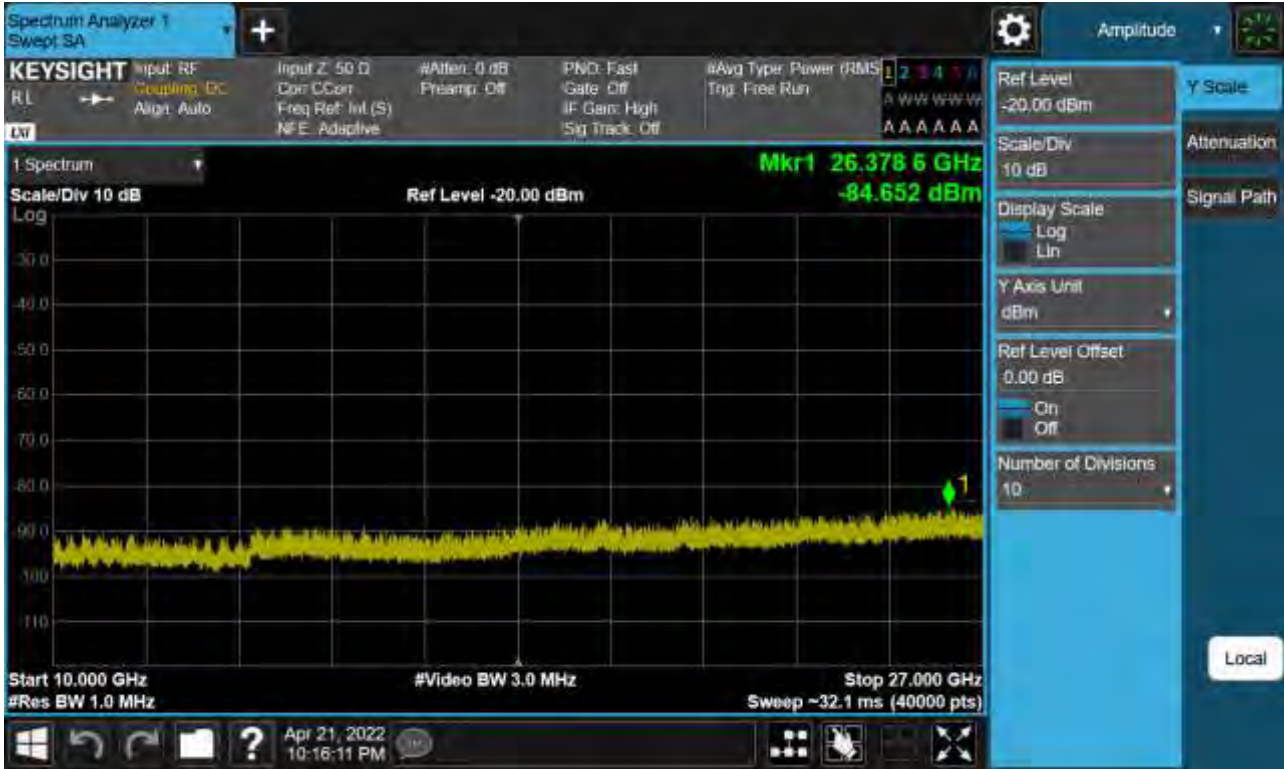 Spectrum Analyzer 1
Swept SA
+
Amplitude
KEYSIGHT
RL
LXI
Input: RF
Coupling: DC
Align: Auto
Input Z: 50 Ω
Corr CCorr
Freq Ref: Int (S)
NFE: Adaptive
#Atten: 0 dB
Preamp: Off
PNO: Fast
Gate: Off
IF Gain: High
Sig Track: Off
#Avg Type: Power (RMS
Trig: Free Run
1 2 3 4 5 6
A W W W W W
A A A A A A
1 Spectrum
Scale/Div 10 dB
Ref Level -20.00 dBm
Mkr1 26.378 6 GHz
-84.652 dBm
Log
-30.0
-40.0
-50.0
-60.0
-70.0
-80.0
-90.0
-100
-110
1
Start 10.000 GHz
#Video BW 3.0 MHz
Stop 27.000 GHz
#Res BW 1.0 MHz
Sweep ~32.1 ms (40000 pts)
Ref Level
-20.00 dBm
Scale/Div
10 dB
Display Scale
Log
Lin
Y Axis Unit
dBm
Ref Level Offset
0.00 dB
On
Off
Number of Divisions
10
Y Scale
Attenuation
Signal Path
Local
?
Apr 21, 2022
10:16:11 PM